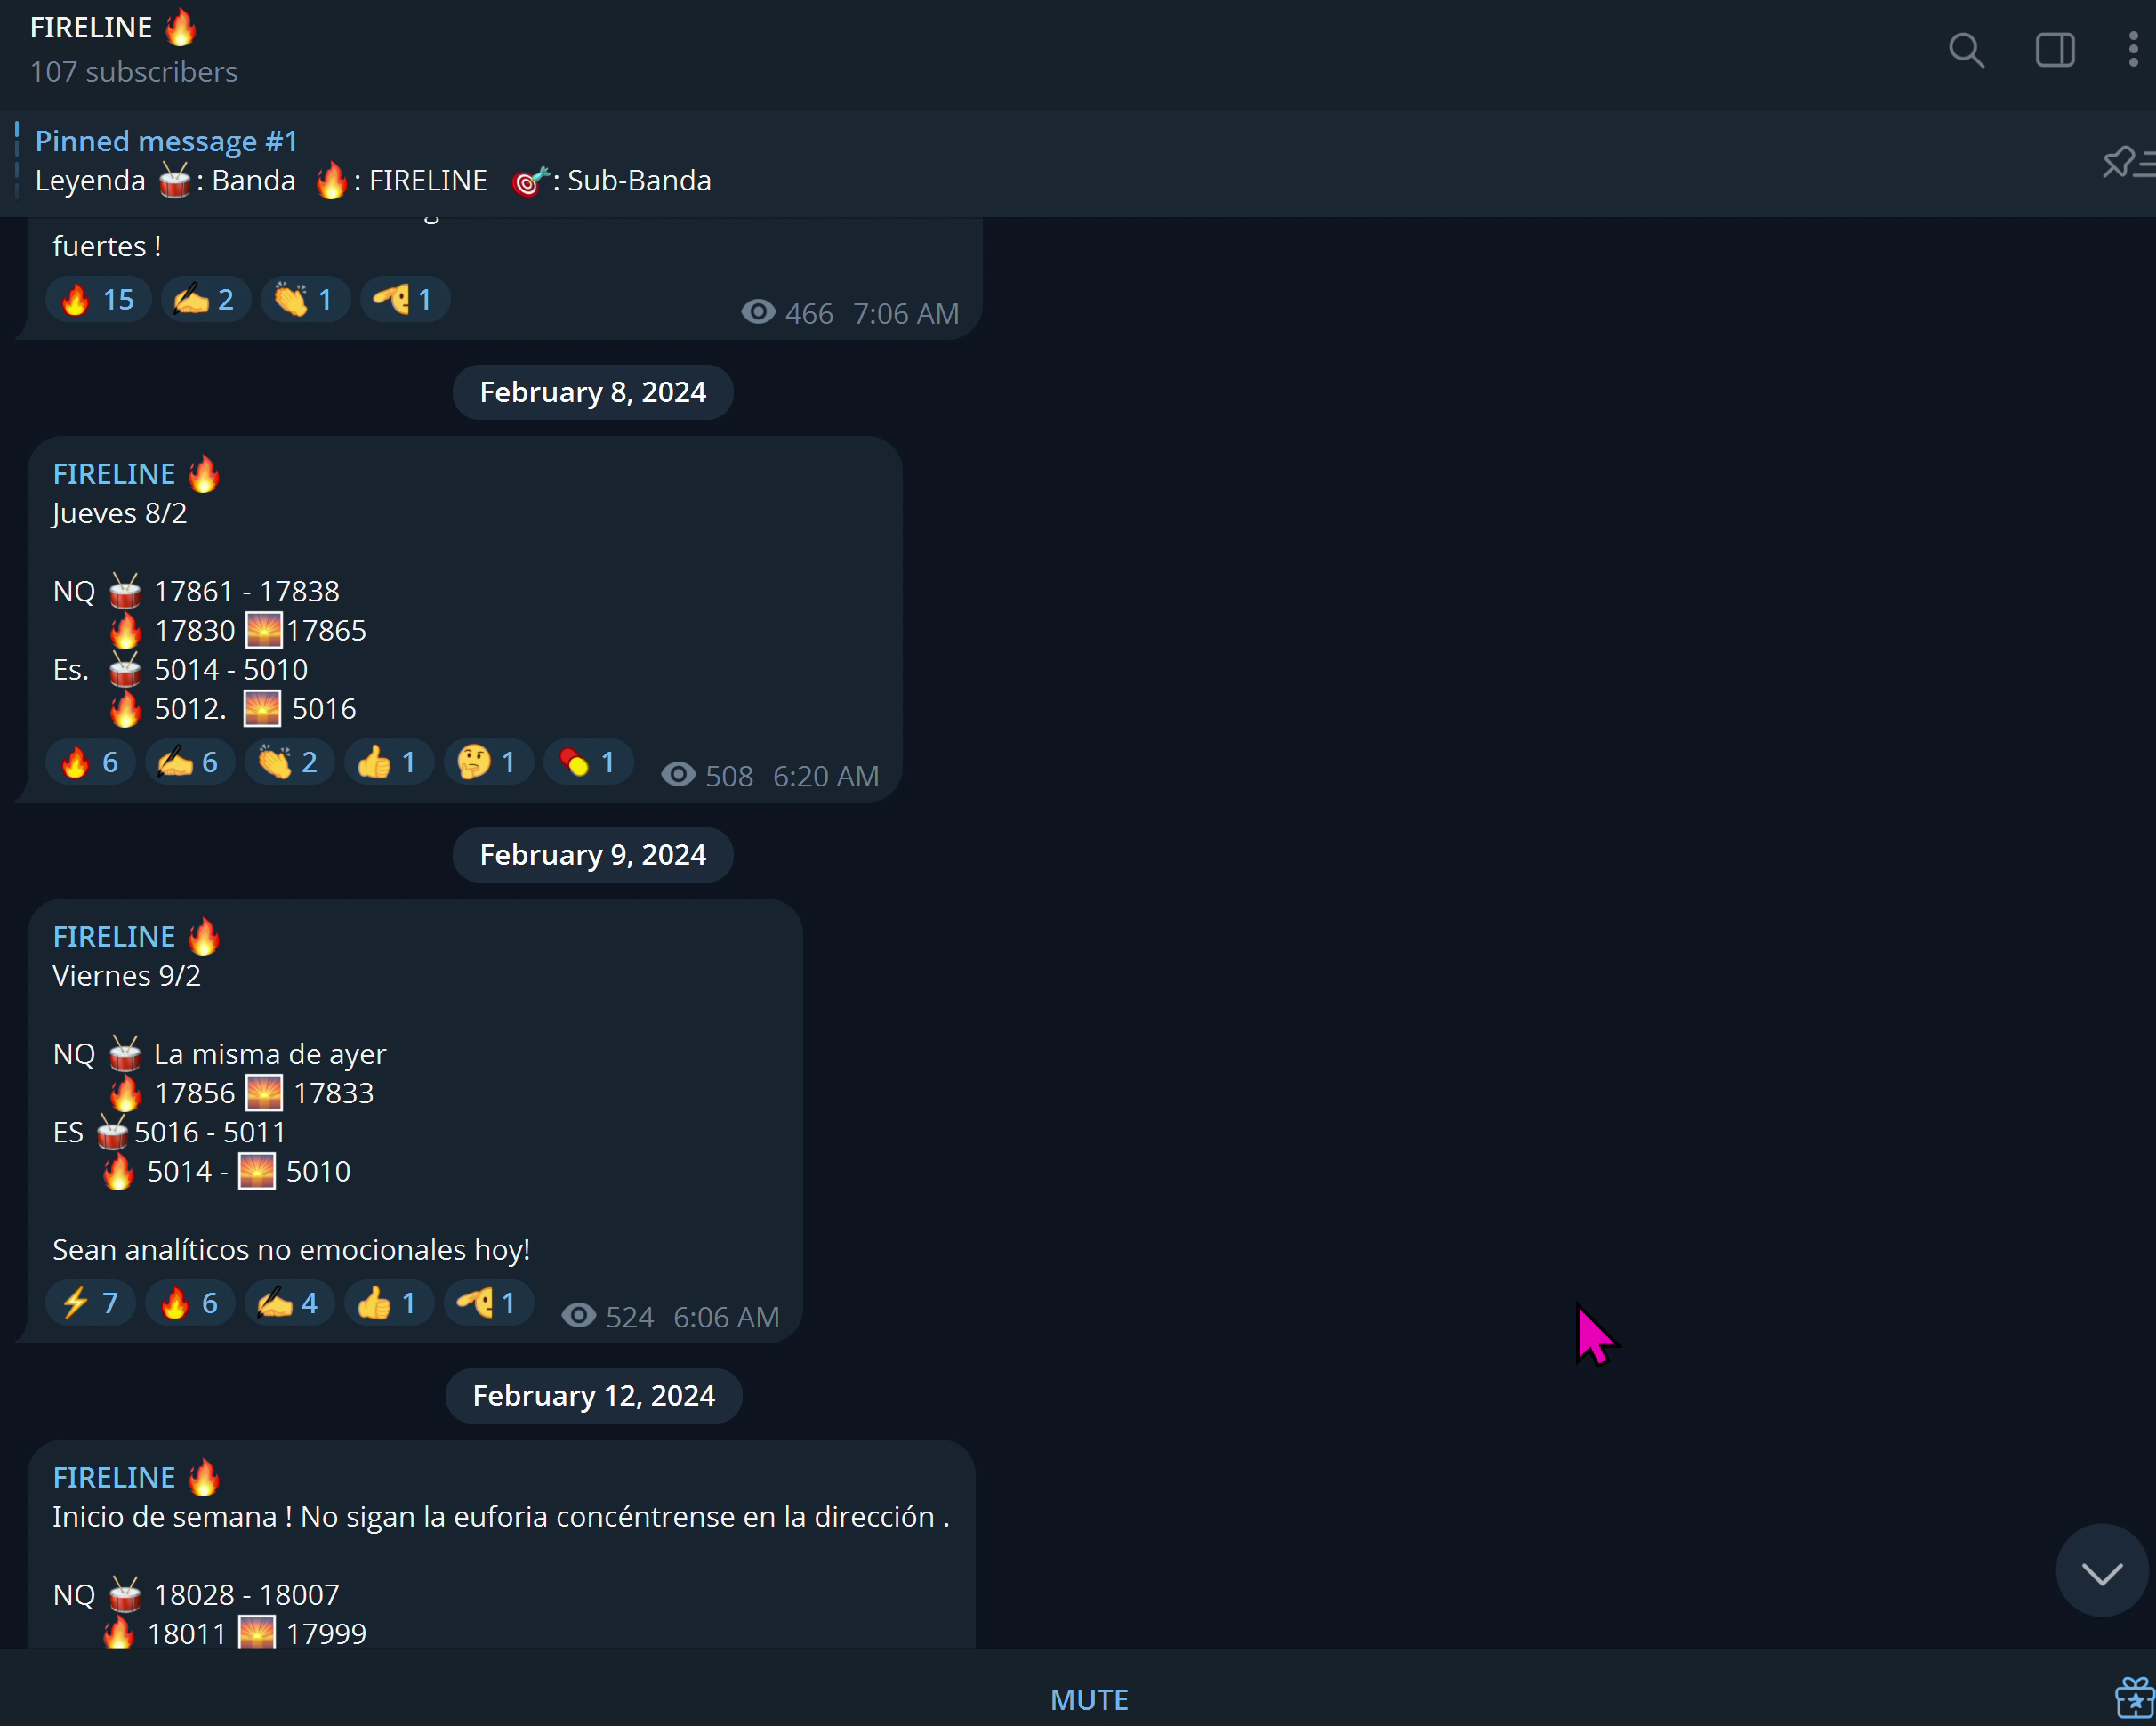 FIRELINE 🔥
107 subscribers
Pinned message #1
Leyenda 🥁: Banda 🔥: FIRELINE 🎯: Sub-Banda
fuertes !
🔥 15 ✍️ 2 👏 1 🫡 1 466 7:06 AM
February 8, 2024
FIRELINE 🔥
Jueves 8/2
NQ 🥁 17861 - 17838
🔥 17830 🌅17865
Es. 🥁 5014 - 5010
🔥 5012. 🌅 5016
🔥 6 ✍️ 6 👏 2 👍 1 🤔 1 💊 1 508 6:20 AM
February 9, 2024
FIRELINE 🔥
Viernes 9/2
NQ 🥁 La misma de ayer
🔥 17856 🌅 17833
ES 🥁5016 - 5011
🔥 5014 - 🌅 5010
Sean analíticos no emocionales hoy!
⚡ 7 🔥 6 ✍️ 4 👍 1 🫡 1 524 6:06 AM
February 12, 2024
FIRELINE 🔥
Inicio de semana ! No sigan la euforia concéntrense en la dirección .
NQ 🥁 18028 - 18007
🔥 18011 🌅 17999
MUTE